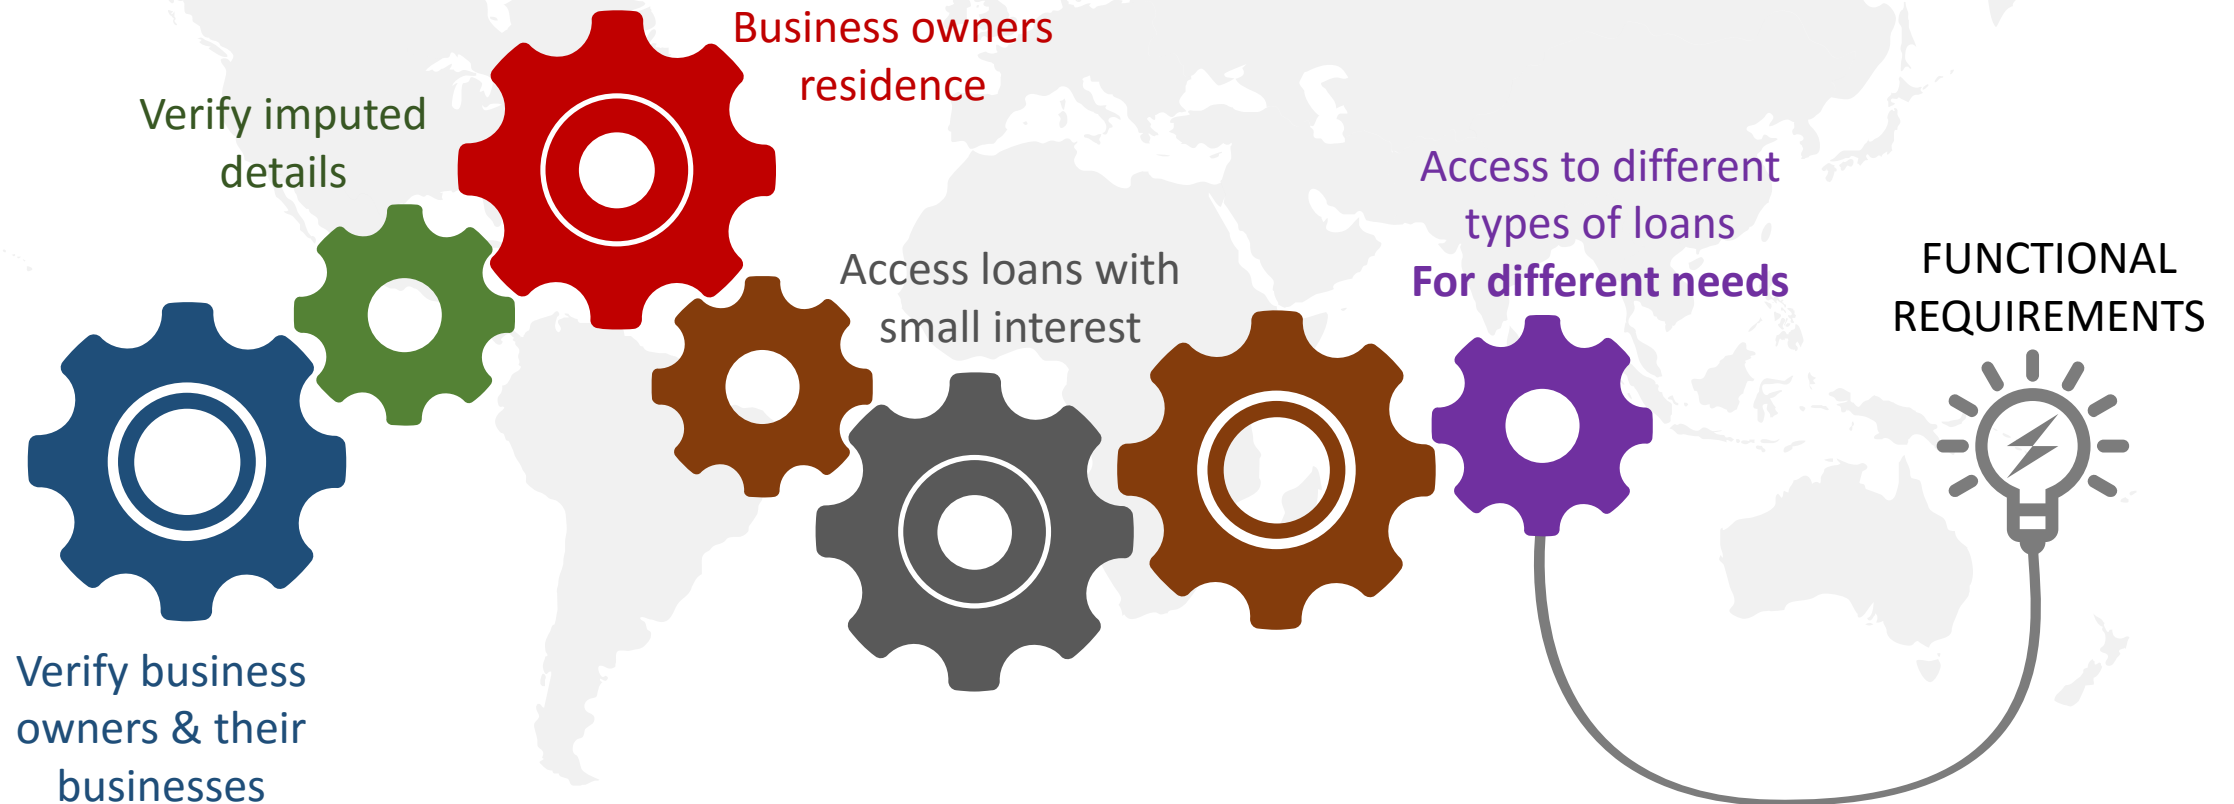 Business owners
residence
Verify imputed
details
Access loans with
small interest
Access to different
types of loans
For different needs
FUNCTIONAL
REQUIREMENTS
Verify business
owners & their
businesses